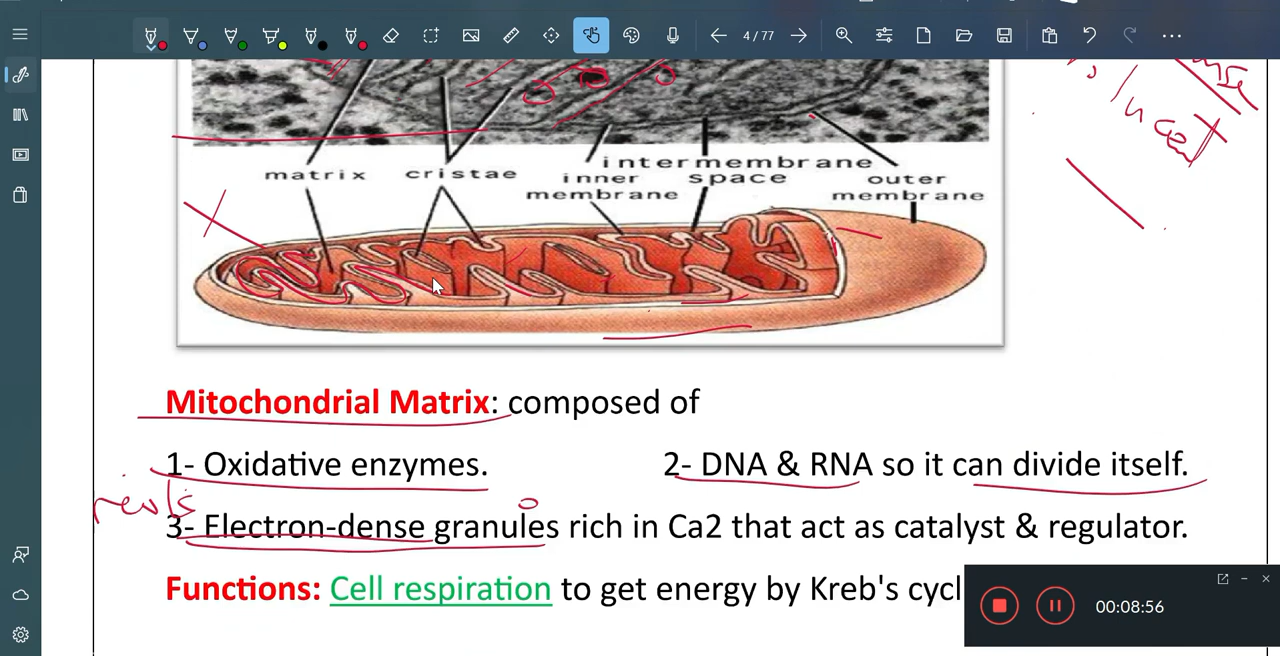 4 / 77
matrix cristae inner membrane intermembrane space outer membrane
Mitochondrial Matrix: composed of
1- Oxidative enzymes. 2- DNA & RNA so it can divide itself.
3- Electron-dense granules rich in Ca2 that act as catalyst & regulator.
Functions: Cell respiration to get energy by Kreb's cycl
00:08:56